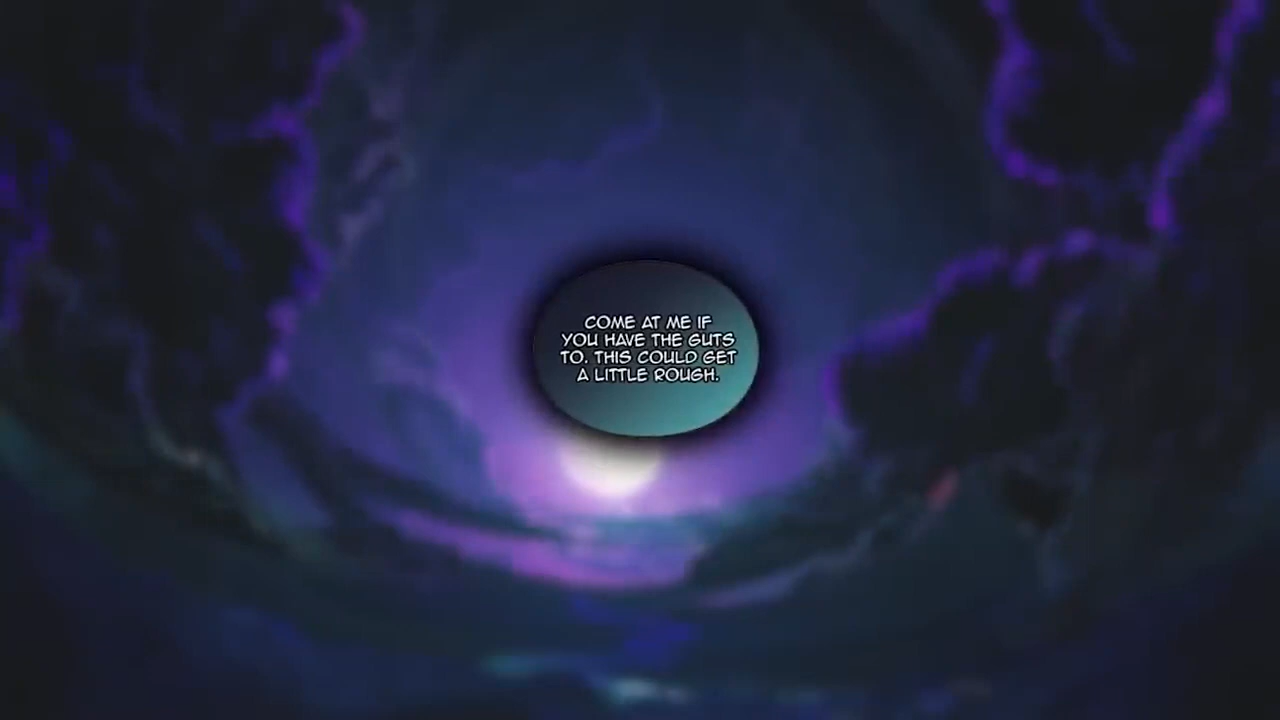 COME AT ME IF
YOU HAVE THE GUTS
TO. THIS COULD GET
A LITTLE ROUGH.